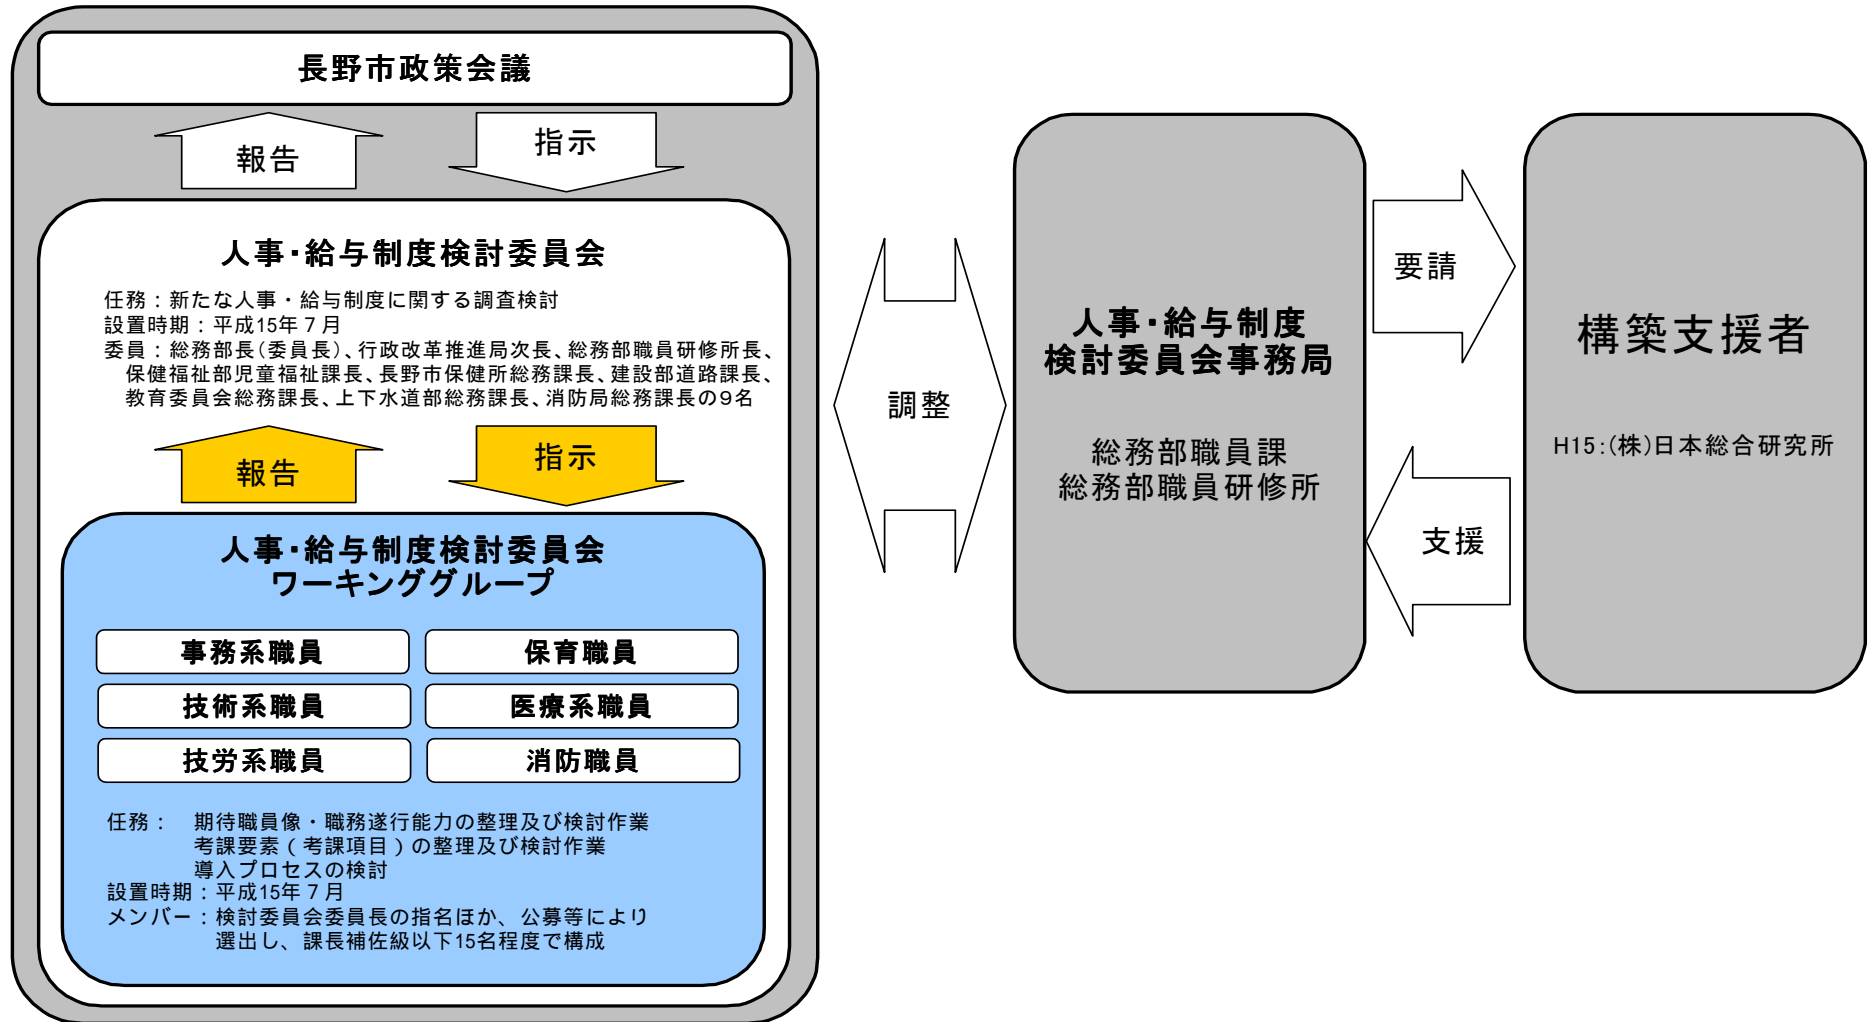 長野市政策会議
報告
指示
人事・給与制度検討委員会
任務：新たな人事・給与制度に関する調査検討
設置時期：平成15年７月
委員：総務部長(委員長)、行政改革推進局次長、総務部職員研修所長、
保健福祉部児童福祉課長、長野市保健所総務課長、建設部道路課長、
教育委員会総務課長、上下水道部総務課長、消防局総務課長の9名
報告
指示
人事・給与制度検討委員会
ワーキンググループ
事務系職員
保育職員
技術系職員
医療系職員
技労系職員
消防職員
任務：　期待職員像・職務遂行能力の整理及び検討作業
考課要素（考課項目）の整理及び検討作業
導入プロセスの検討
設置時期：平成15年７月
メンバー：検討委員会委員長の指名ほか、公募等により
選出し、課長補佐級以下15名程度で構成
調整
人事・給与制度
検討委員会事務局
総務部職員課
総務部職員研修所
要請
支援
構築支援者
H15:(株)日本総合研究所